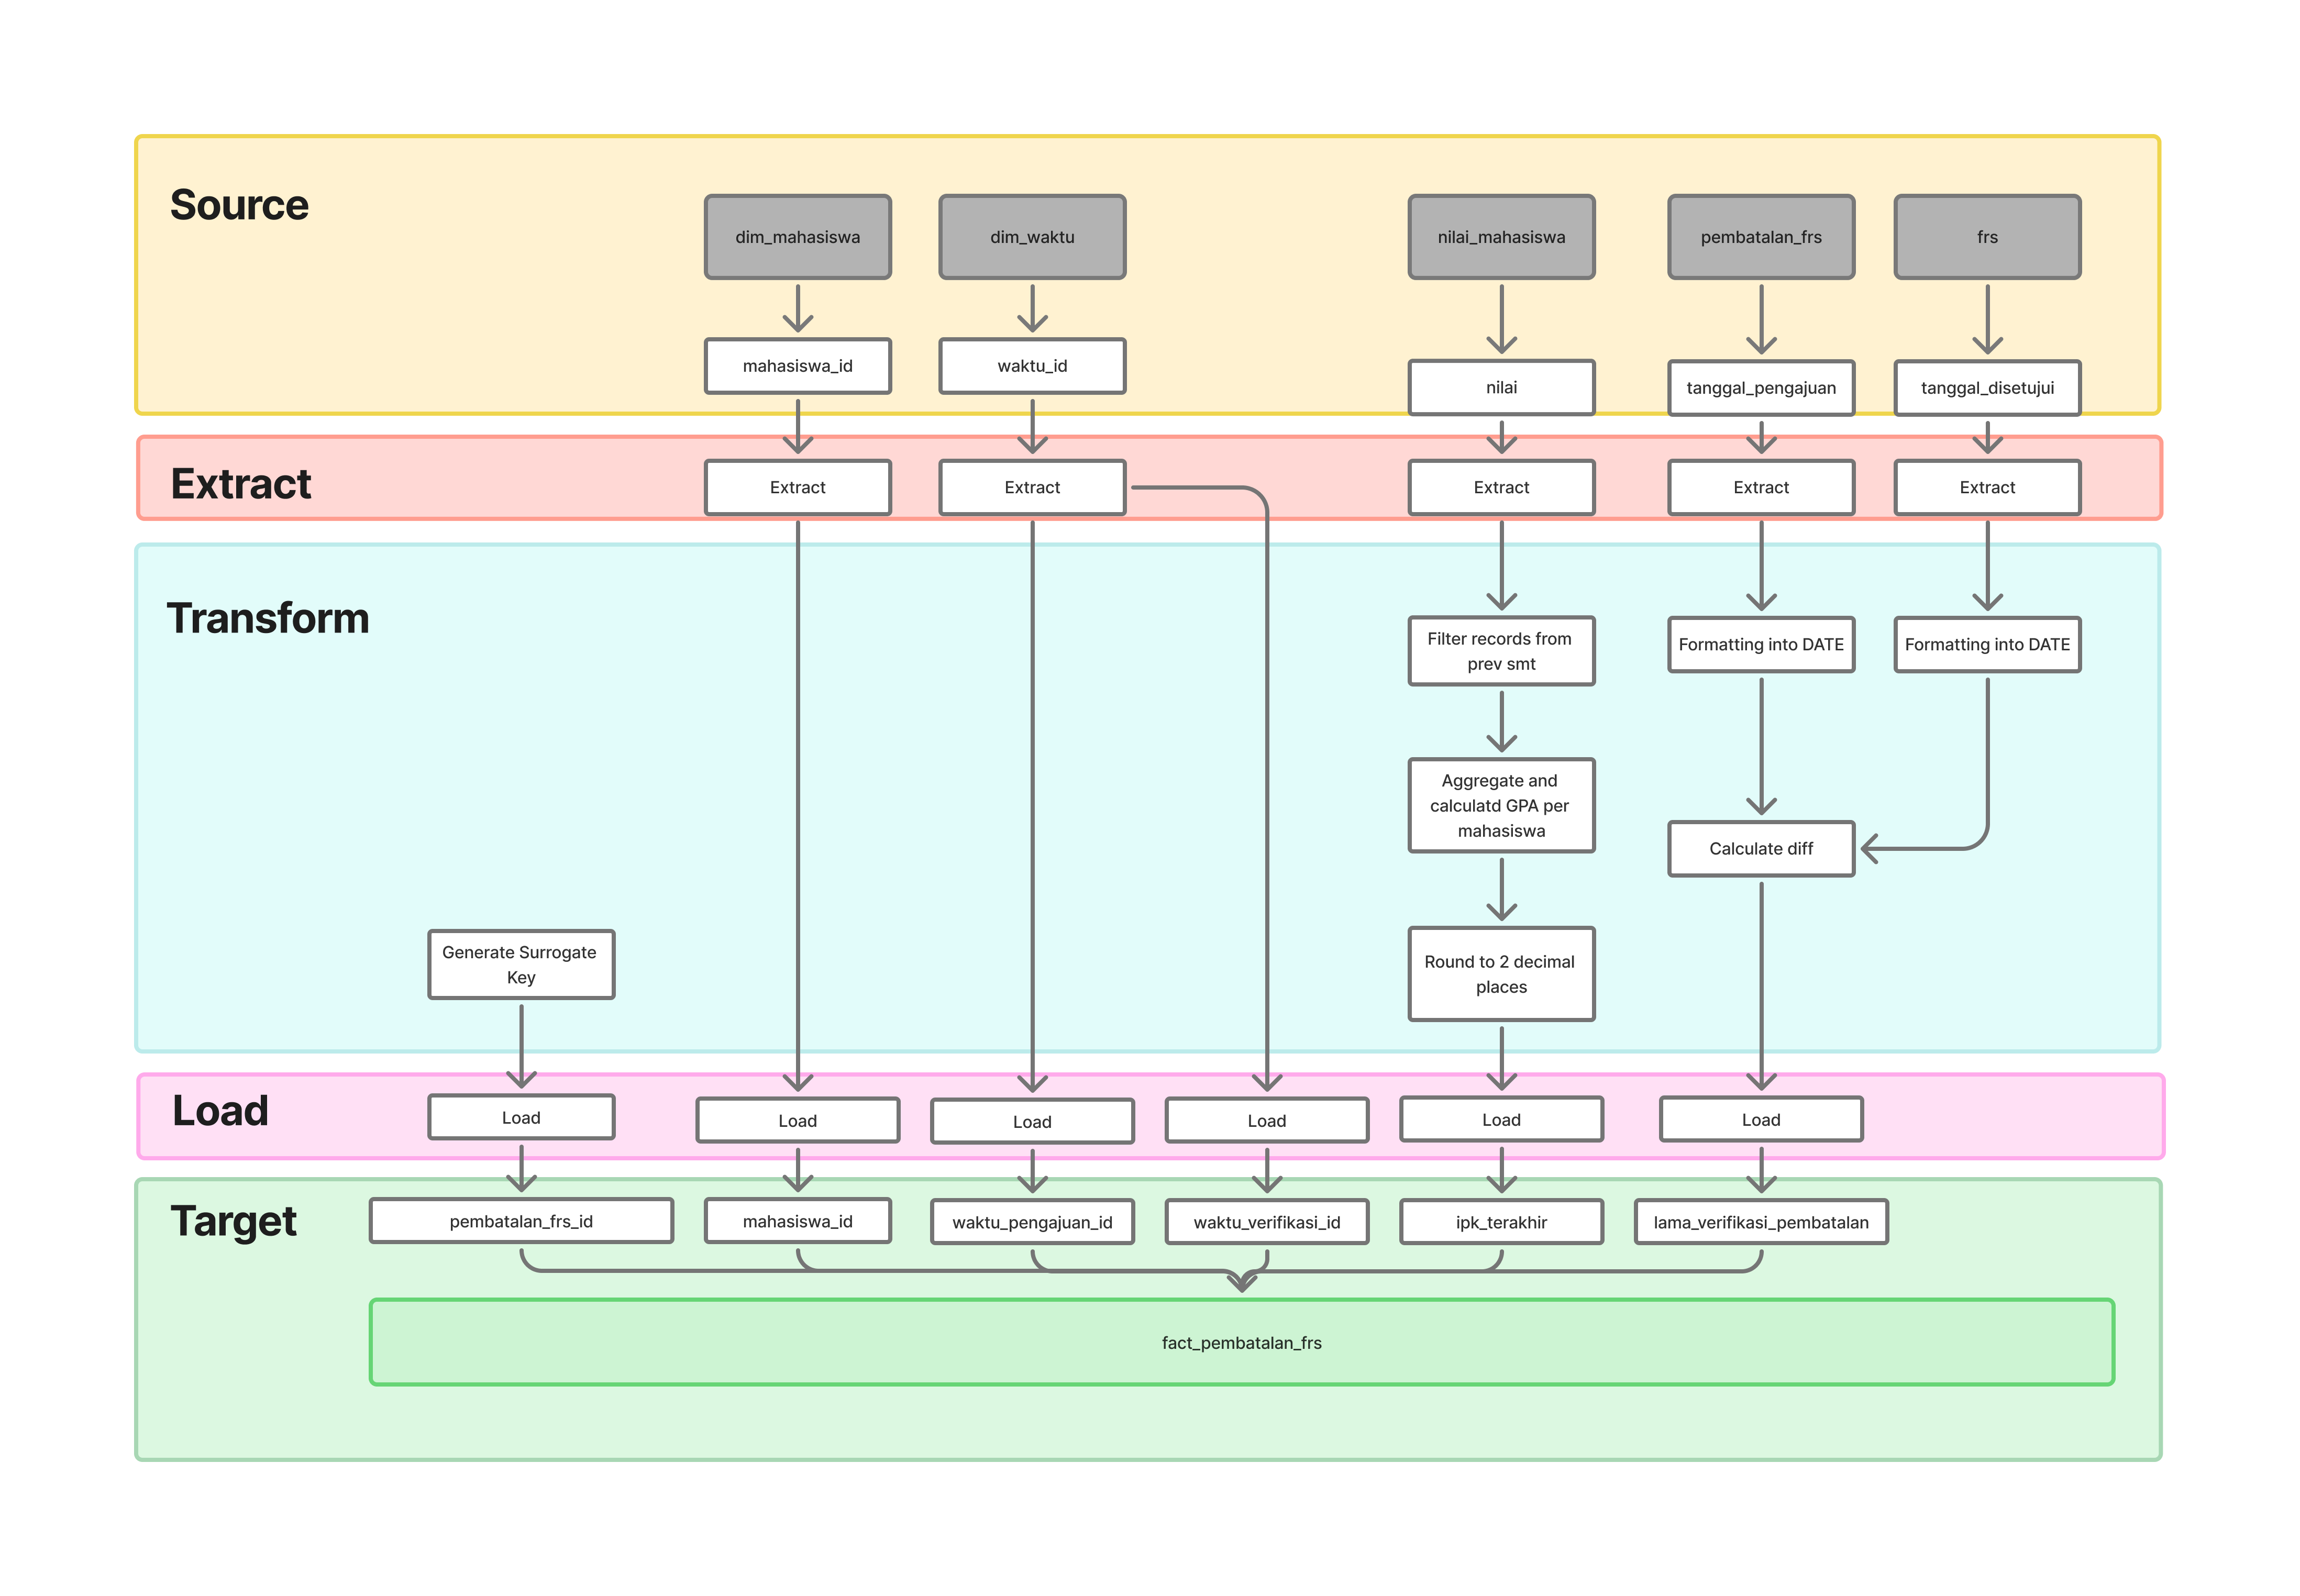 Source
dim_mahasiswa
dim_waktu
nilai_mahasiswa
pembatalan_frs
frs
mahasiswa_id
waktu_id
nilai
tanggal_pengajuan
tanggal_disetujui
Extract
Extract
Extract
Extract
Extract
Extract
Transform
Filter records from
prev smt
Formatting into DATE
Formatting into DATE
Aggregate and
calculatd GPA per
mahasiswa
Calculate diff
Generate Surrogate
Key
Round to 2 decimal
places
Load
Load
Load
Load
Load
Load
Load
Target
pembatalan_frs_id
mahasiswa_id
waktu_pengajuan_id
waktu_verifikasi_id
ipk_terakhir
lama_verifikasi_pembatalan
fact_pembatalan_frs